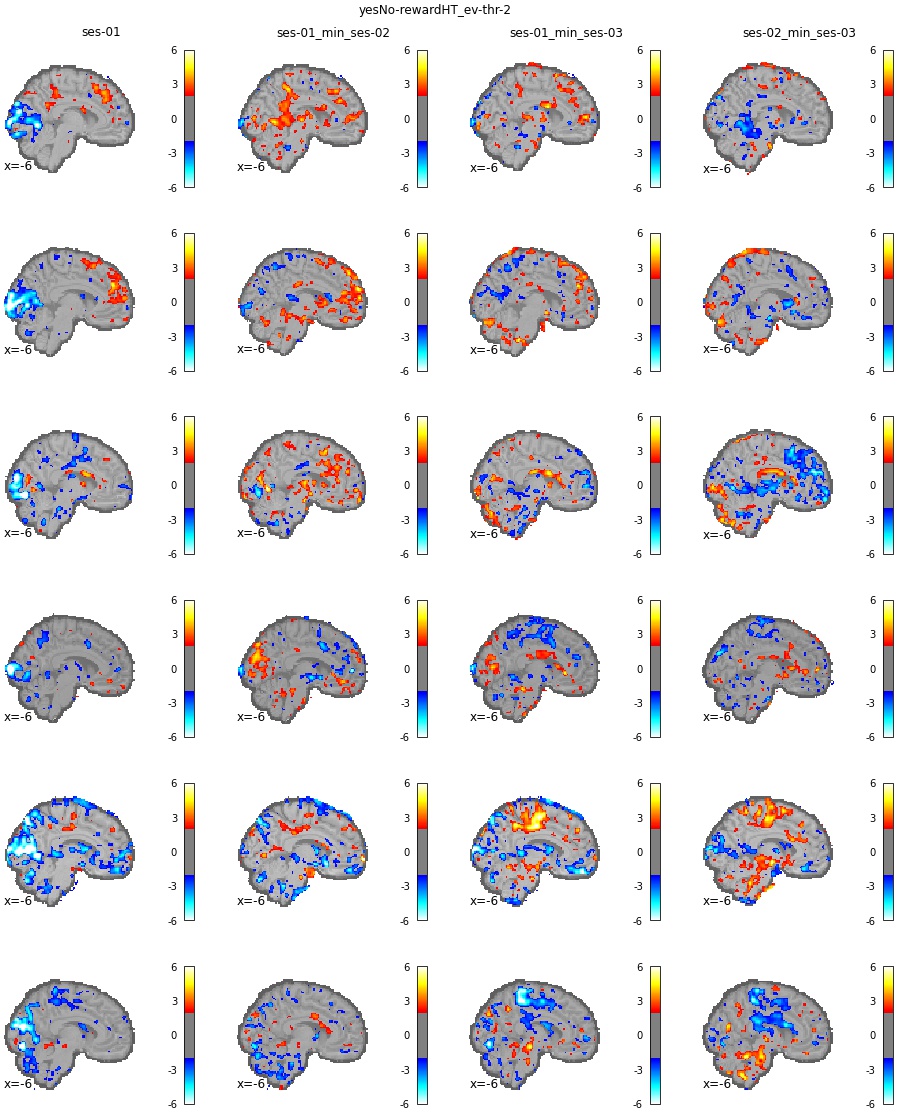 yesNo-rewardHT_ev-thr-2
ses-01 ses-01_min_ses-02 ses-01_min_ses-03 ses-02_min_ses-03
6 6 6 6
3 3 3 3
0 0 0 0
-3 -3 -3 -3
x=-6 x=-6 x=-6 x=-6
-6 -6 -6 -6
6 6 6 6
3 3 3 3
0 0 0 0
-3 -3 -3 -3
x=-6 x=-6 x=-6 x=-6
-6 -6 -6 -6
6 6 6 6
3 3 3 3
0 0 0 0
-3 -3 -3 -3
x=-6 x=-6 x=-6 x=-6
-6 -6 -6 -6
6 6 6 6
3 3 3 3
0 0 0 0
-3 -3 -3 -3
x=-6 x=-6 x=-6 x=-6
-6 -6 -6 -6
6 6 6 6
3 3 3 3
0 0 0 0
-3 -3 -3 -3
x=-6 x=-6 x=-6 x=-6
-6 -6 -6 -6
6 6 6 6
3 3 3 3
0 0 0 0
-3 -3 -3 -3
x=-6 x=-6 x=-6 x=-6
-6 -6 -6 -6